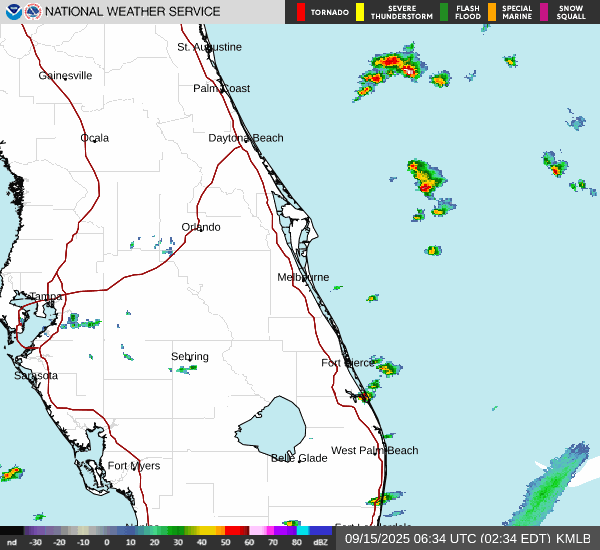 NATIONAL WEATHER SERVICE
TORNADO
SEVERE THUNDERSTORM
FLASH FLOOD
SPECIAL MARINE
SNOW SQUALL
St. Augustine
Gainesville
Palm Coast
Ocala
Daytona Beach
Orlando
Melbourne
Tampa
Sebring
Fort Pierce
Sarasota
West Palm Beach
Belle Glade
Fort Myers
nd -30 -20 -10 0 10 20 30 40 50 60 70 80 dBZ
09/15/2025 06:34 UTC (02:34 EDT) KMLB